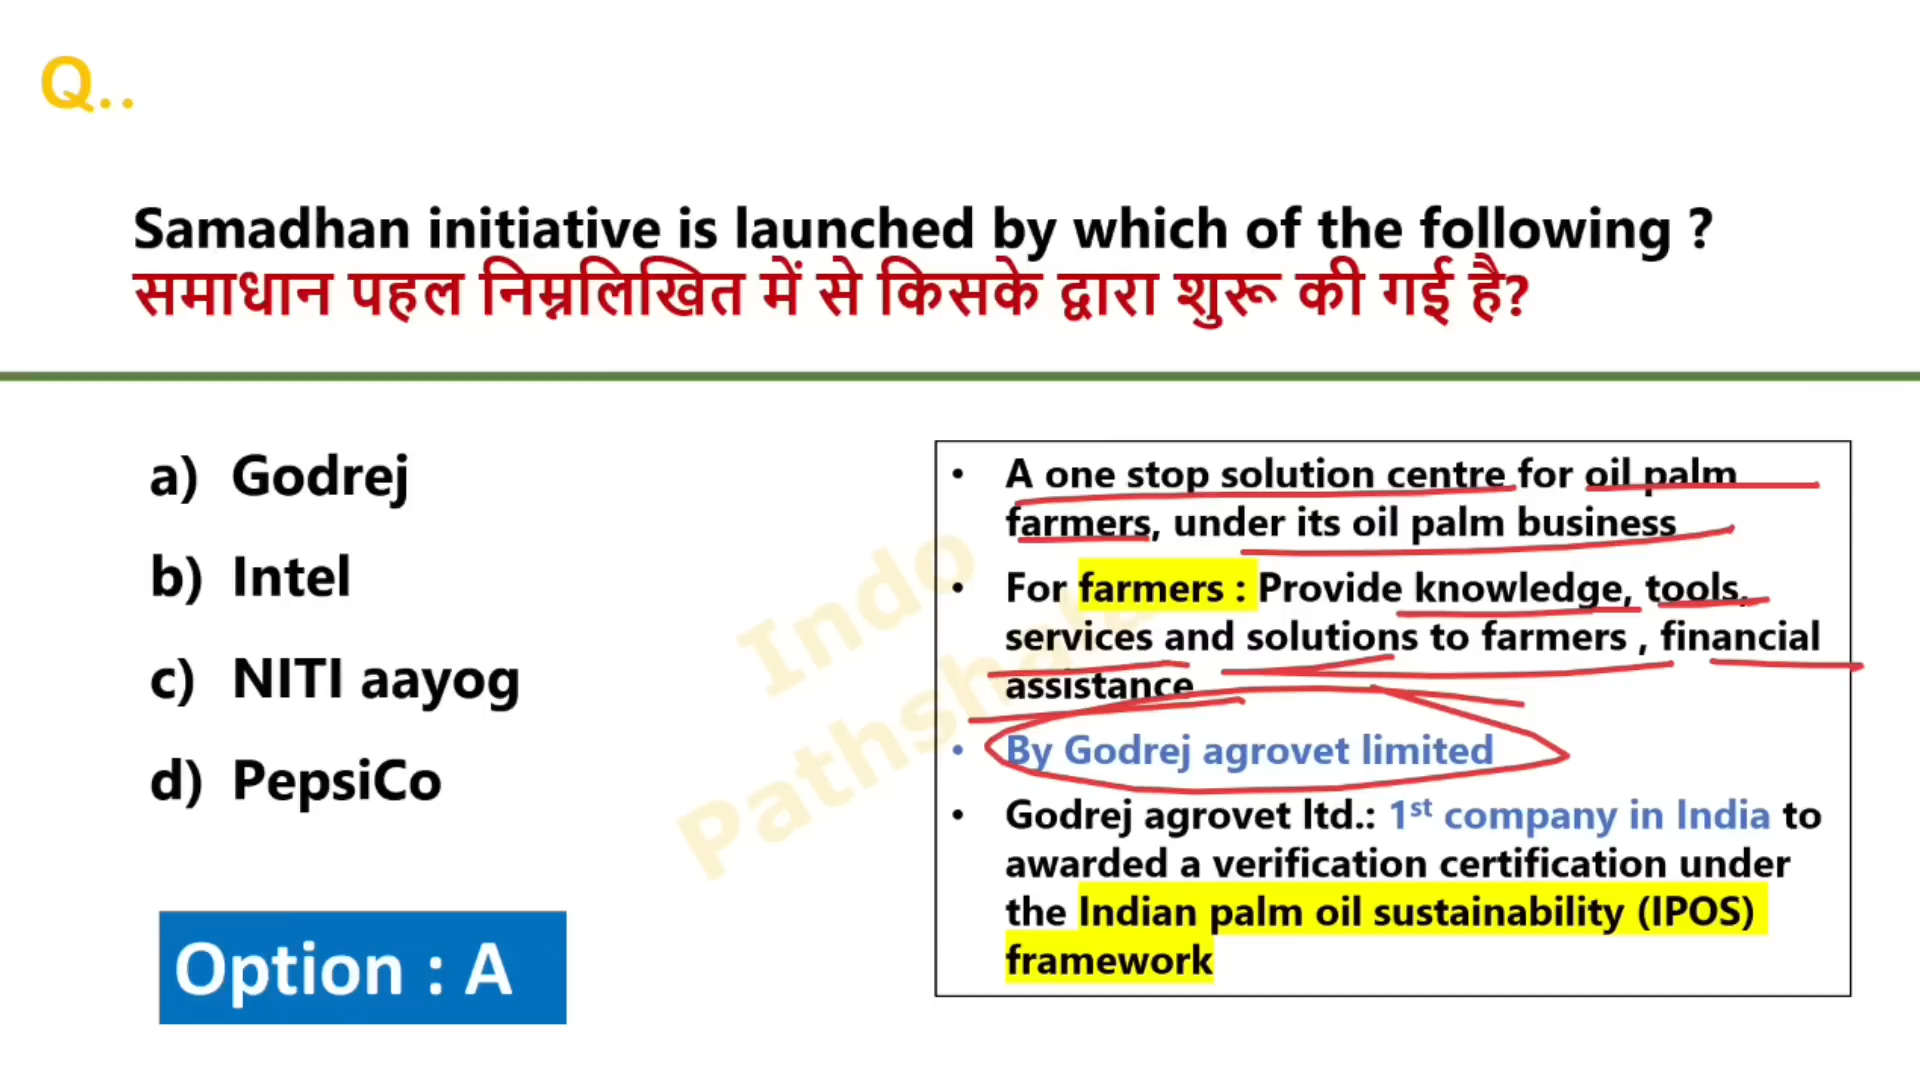 Q..
Samadhan initiative is launched by which of the following ?
समाधान पहल निम्नलिखित में से किसके द्वारा शुरू की गई है?
a) Godrej
b) Intel
c) NITI aayog
d) PepsiCo
Option : A
• A one stop solution centre for oil palm
farmers, under its oil palm business
• For farmers : Provide knowledge, tools,
services and solutions to farmers , financial
assistance
• By Godrej agrovet limited
• Godrej agrovet ltd.: 1st company in India to
awarded a verification certification under
the Indian palm oil sustainability (IPOS)
framework
Indo
Pathshala